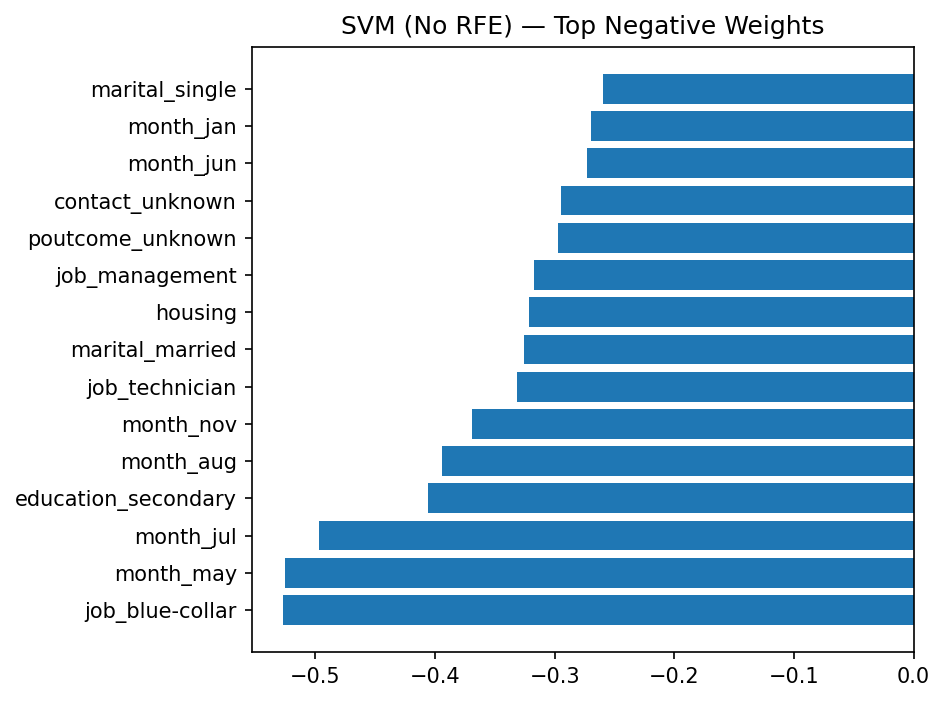 SVM (No RFE) — Top Negative Weights
marital_single
month_jan
month_jun
contact_unknown
poutcome_unknown
job_management
housing
marital_married
job_technician
month_nov
month_aug
education_secondary
month_jul
month_may
job_blue-collar
−0.5 −0.4 −0.3 −0.2 −0.1 0.0